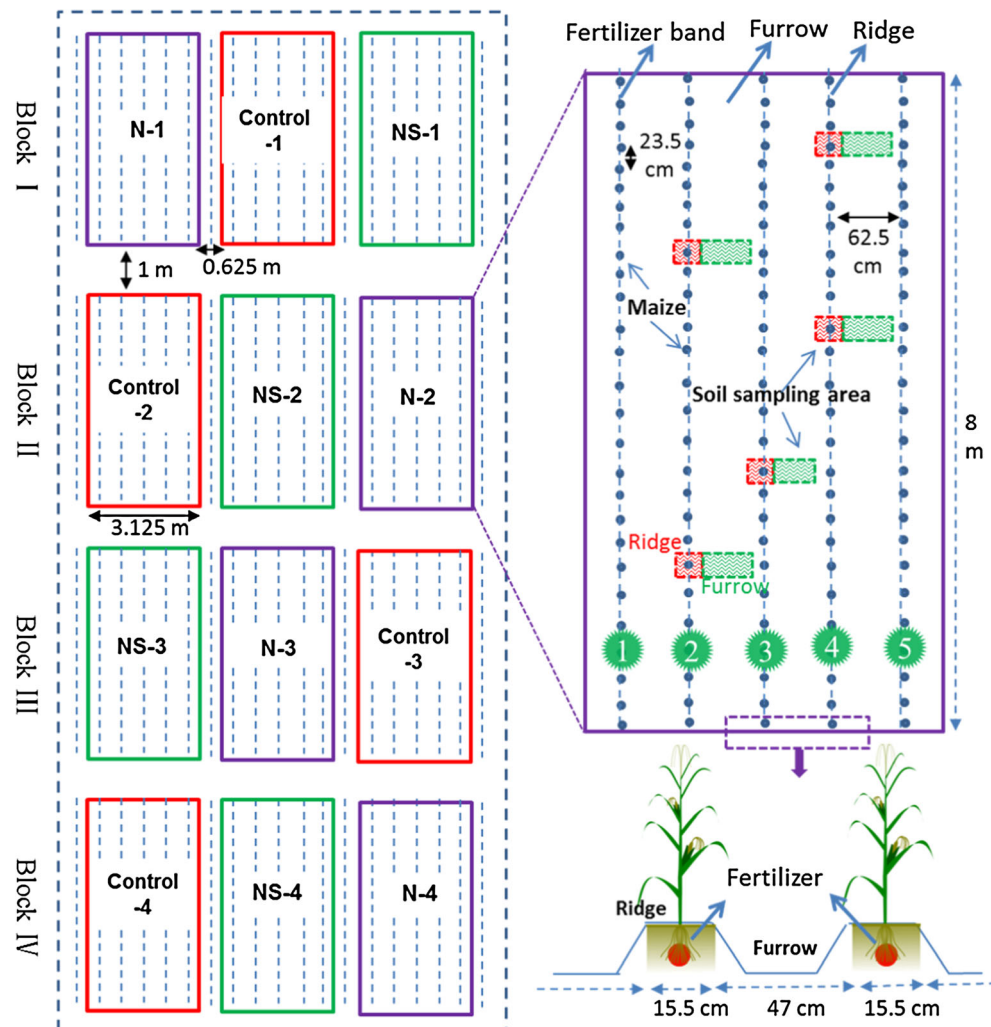 Block I
N-1
Control
-1
NS-1
1 m
0.625 m
Block II
Control
-2
NS-2
N-2
3.125 m
Block III
NS-3
N-3
Control
-3
Block IV
Control
-4
NS-4
N-4
Fertilizer band
Furrow
Ridge
23.5
cm
62.5
cm
Maize
Soil sampling area
8
m
Ridge
Furrow
1
2
3
4
5
Fertilizer
Ridge
Furrow
15.5 cm
47 cm
15.5 cm